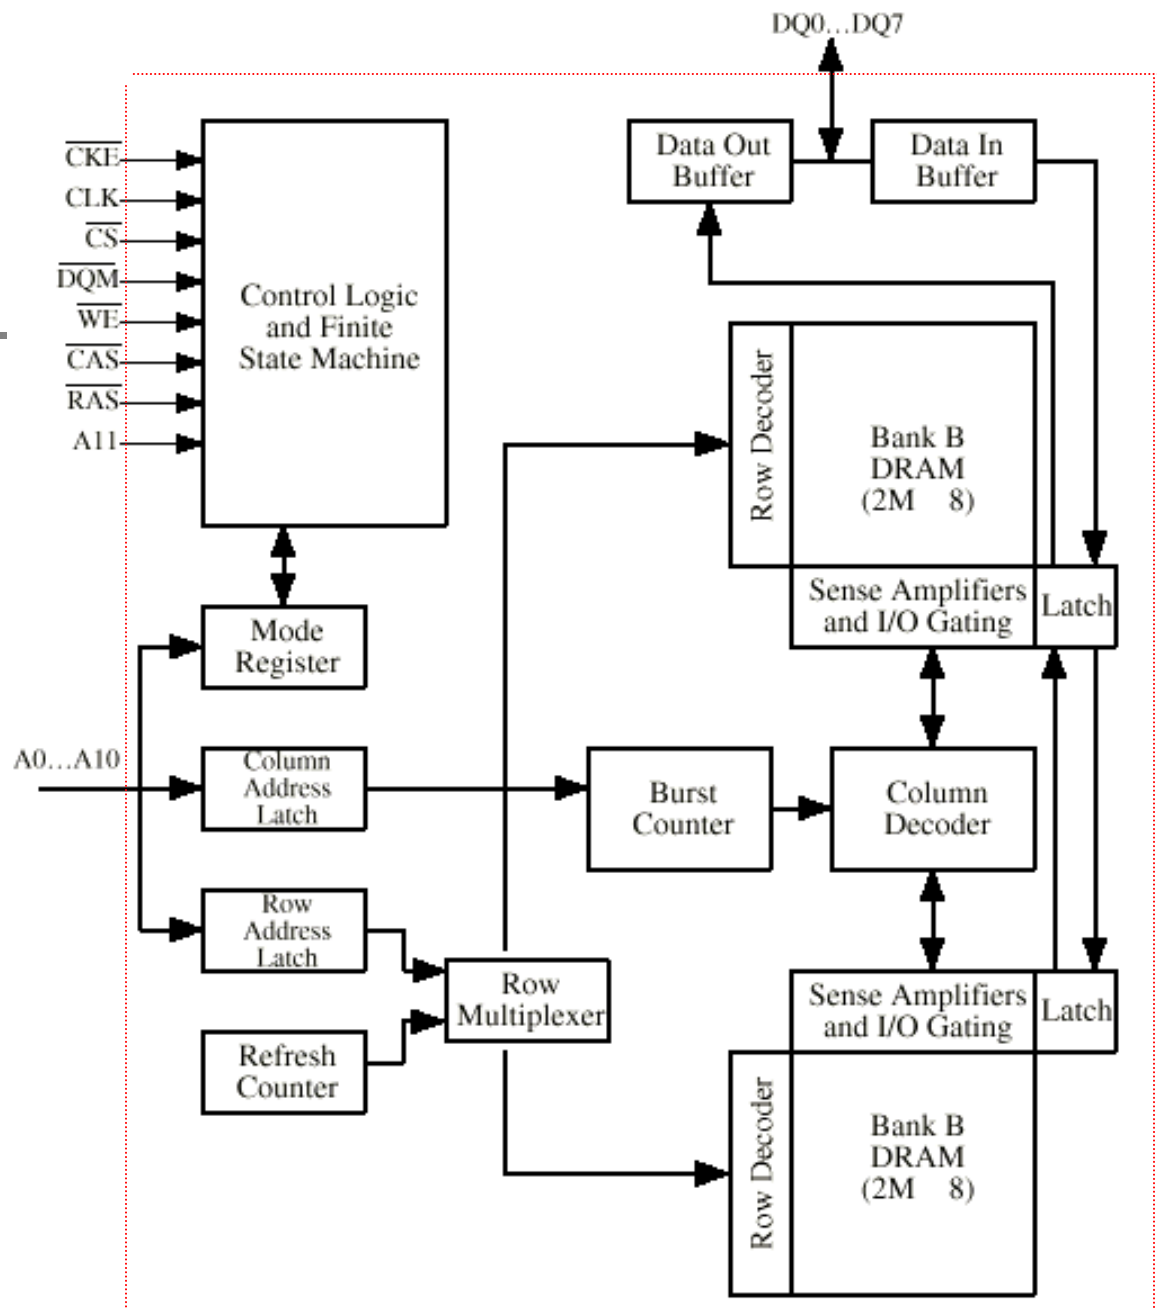 DQ0…DQ7
Data Out
Buffer
Data In
Buffer
CKE
CLK
CS
DQM
WE
CAS
RAS
A11
Control Logic
and Finite
State Machine
Row Decoder
Bank B
DRAM
(2M 8)
Sense Amplifiers
and I/O Gating
Latch
Mode
Register
A0…A10
Column
Address
Latch
Burst
Counter
Column
Decoder
Row
Address
Latch
Row
Multiplexer
Refresh
Counter
Sense Amplifiers
and I/O Gating
Latch
Row Decoder
Bank B
DRAM
(2M 8)